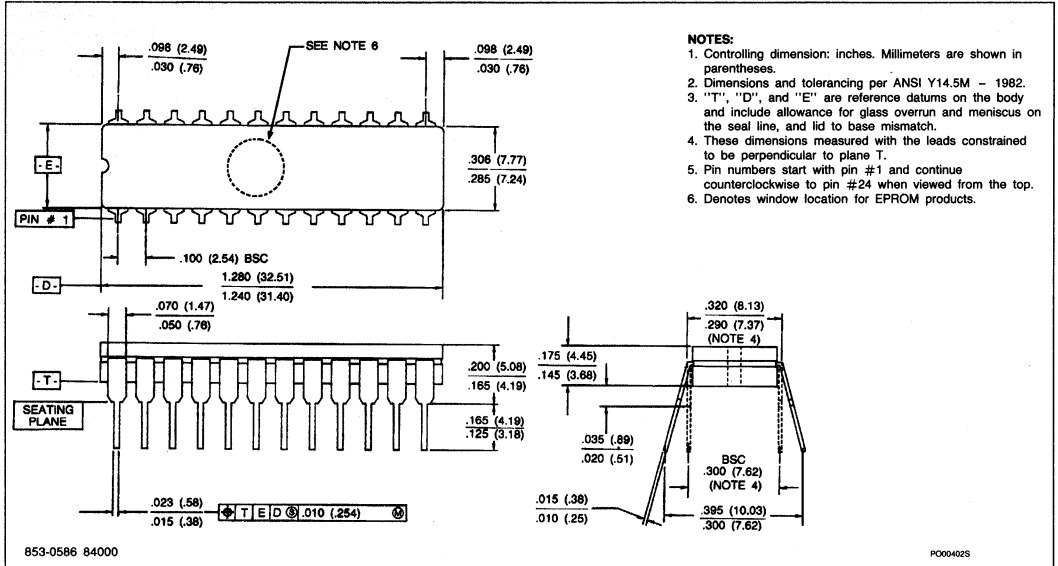 .098 (2.49)
.030 (.76)
SEE NOTE 6
.098 (2.49)
.030 (.76)
- E -
.306 (7.77)
.285 (7.24)
PIN # 1
.100 (2.54) BSC
- D -
1.280 (32.51)
1.240 (31.40)
.070 (1.47)
.050 (.76)
- T -
SEATING
PLANE
.200 (5.08)
.165 (4.19)
.165 (4.19)
.125 (3.18)
.023 (.58)
.015 (.38)
⌖ T E D Ⓢ .010 (.254) Ⓜ
853-0586 84000
NOTES:
1. Controlling dimension: inches. Millimeters are shown in
parentheses.
2. Dimensions and tolerancing per ANSI Y14.5M – 1982.
3. "T", "D", and "E" are reference datums on the body
and include allowance for glass overrun and meniscus on
the seal line, and lid to base mismatch.
4. These dimensions measured with the leads constrained
to be perpendicular to plane T.
5. Pin numbers start with pin #1 and continue
counterclockwise to pin #24 when viewed from the top.
6. Denotes window location for EPROM products.
.320 (8.13)
.290 (7.37)
(NOTE 4)
.175 (4.45)
.145 (3.68)
.035 (.89)
.020 (.51)
BSC
.300 (7.62)
(NOTE 4)
.015 (.38)
.010 (.25)
.395 (10.03)
.300 (7.62)
PO00402S